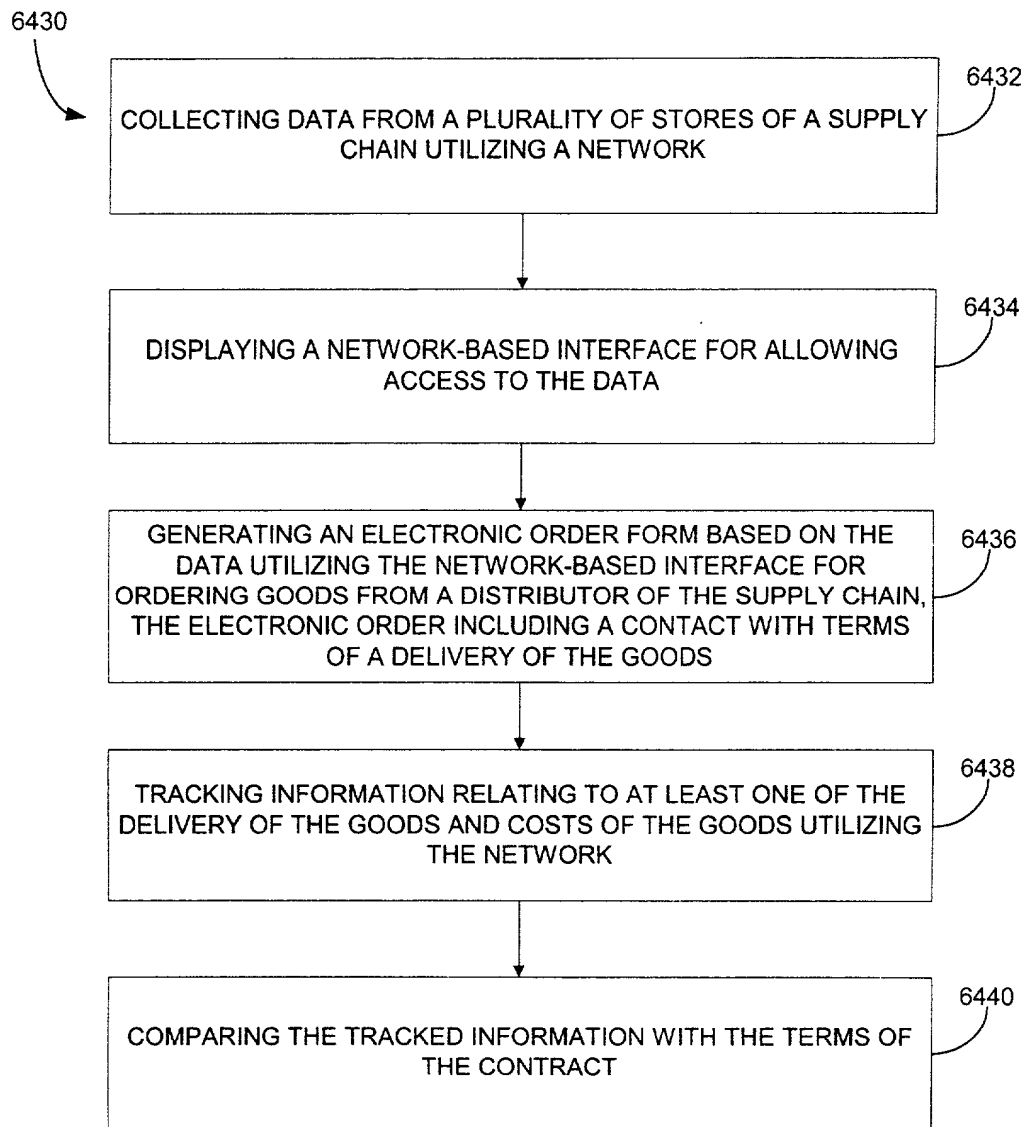 6430
COLLECTING DATA FROM A PLURALITY OF STORES OF A SUPPLY
CHAIN UTILIZING A NETWORK
6432
DISPLAYING A NETWORK-BASED INTERFACE FOR ALLOWING
ACCESS TO THE DATA
6434
GENERATING AN ELECTRONIC ORDER FORM BASED ON THE
DATA UTILIZING THE NETWORK-BASED INTERFACE FOR
ORDERING GOODS FROM A DISTRIBUTOR OF THE SUPPLY CHAIN,
THE ELECTRONIC ORDER INCLUDING A CONTACT WITH TERMS
OF A DELIVERY OF THE GOODS
6436
TRACKING INFORMATION RELATING TO AT LEAST ONE OF THE
DELIVERY OF THE GOODS AND COSTS OF THE GOODS UTILIZING
THE NETWORK
6438
COMPARING THE TRACKED INFORMATION WITH THE TERMS OF
THE CONTRACT
6440